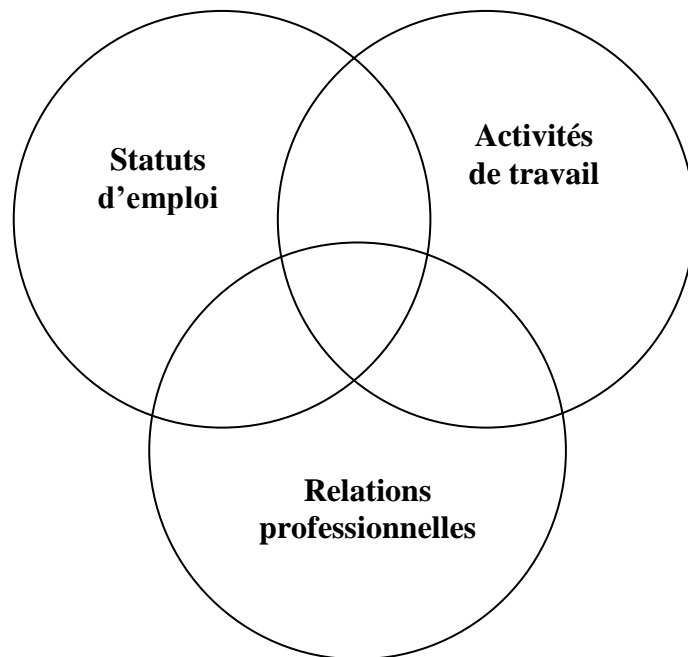 Statuts
d’emploi
Activités
de travail
Relations
professionnelles